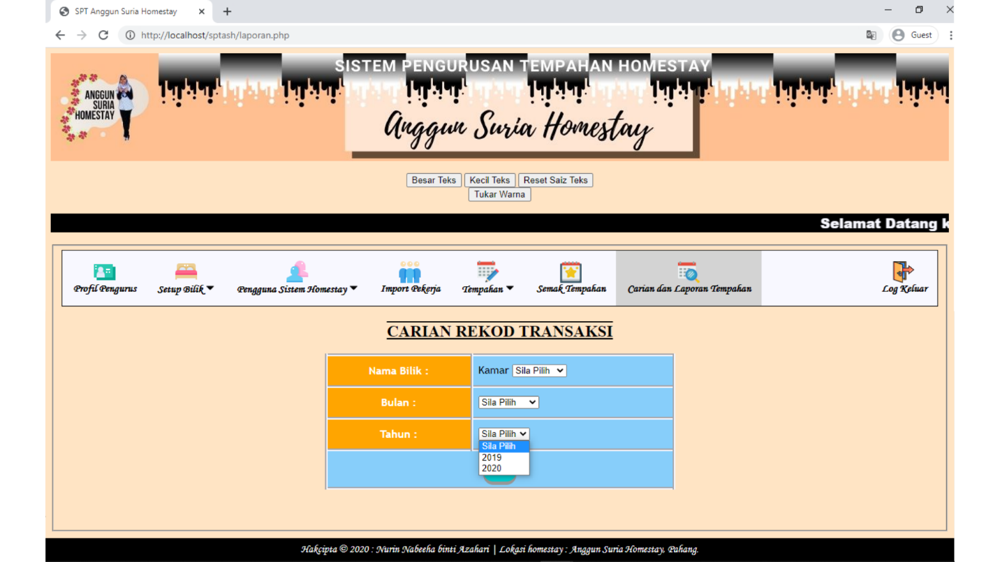 SPT Anggun Suria Homestay
http://localhost/sptash/laporan.php
Guest
SISTEM PENGURUSAN TEMPAHAN HOMESTAY
ANGGUN
SURIA
HOMESTAY
Anggun Suria Homestay
Besar Teks Kecil Teks Reset Saiz Teks
Tukar Warna
Selamat Datang k
Profil Pengurus Setup Bilik Pengguna Sistem Homestay Import Pekerja Tempahan Semak Tempahan Carian dan Laporan Tempahan Log Keluar
CARIAN REKOD TRANSAKSI
Nama Bilik : Kamar Sila Pilih
Bulan : Sila Pilih
Tahun : Sila Pilih
Sila Pilih
2019
2020
Hakcipta © 2020 : Nurin Nabeeha binti Azahari | Lokasi homestay : Anggun Suria Homestay, Pahang.